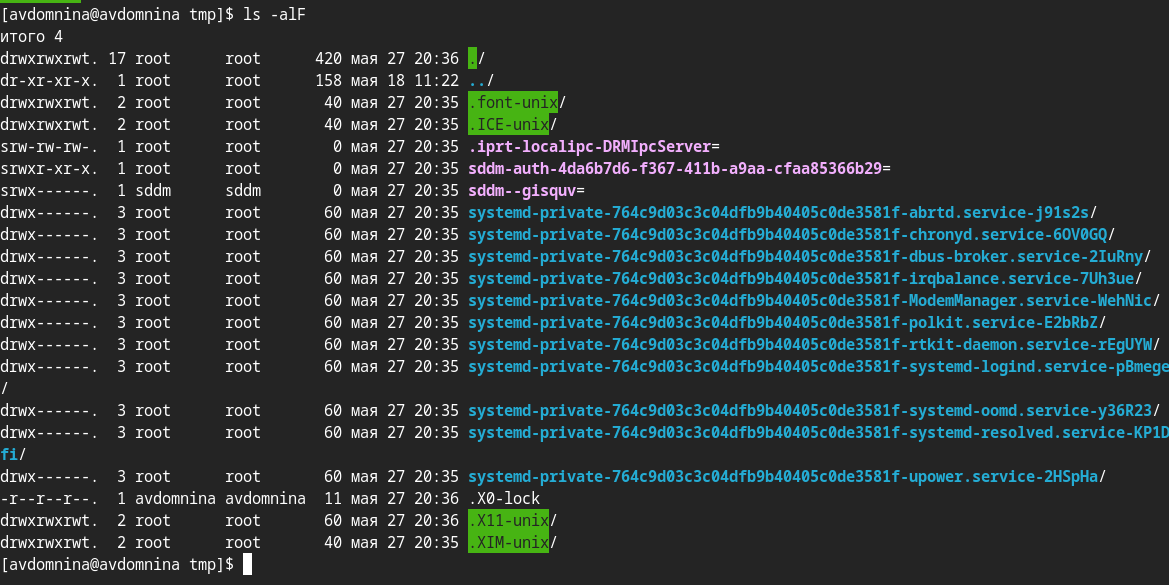 [avdomnina@avdomnina tmp]$ ls -alF
итого 4
drwxrwxrwt. 17 root      root      420 мая 27 20:36 ./
dr-xr-xr-x.  1 root      root      158 мая 18 11:22 ../
drwxrwxrwt.  2 root      root       40 мая 27 20:35 .font-unix/
drwxrwxrwt.  2 root      root       40 мая 27 20:35 .ICE-unix/
srw-rw-rw-.  1 root      root        0 мая 27 20:35 .iprt-localipc-DRMIpcServer=
srwxr-xr-x.  1 root      root        0 мая 27 20:35 sddm-auth-4da6b7d6-f367-411b-a9aa-cfaa85366b29=
srwx------.  1 sddm      sddm        0 мая 27 20:35 sddm--gisquv=
drwx------.  3 root      root       60 мая 27 20:35 systemd-private-764c9d03c3c04dfb9b40405c0de3581f-abrtd.service-j91s2s/
drwx------.  3 root      root       60 мая 27 20:35 systemd-private-764c9d03c3c04dfb9b40405c0de3581f-chronyd.service-6OV0GQ/
drwx------.  3 root      root       60 мая 27 20:35 systemd-private-764c9d03c3c04dfb9b40405c0de3581f-dbus-broker.service-2IuRny/
drwx------.  3 root      root       60 мая 27 20:35 systemd-private-764c9d03c3c04dfb9b40405c0de3581f-irqbalance.service-7Uh3ue/
drwx------.  3 root      root       60 мая 27 20:35 systemd-private-764c9d03c3c04dfb9b40405c0de3581f-ModemManager.service-WehNic/
drwx------.  3 root      root       60 мая 27 20:35 systemd-private-764c9d03c3c04dfb9b40405c0de3581f-polkit.service-E2bRbZ/
drwx------.  3 root      root       60 мая 27 20:35 systemd-private-764c9d03c3c04dfb9b40405c0de3581f-rtkit-daemon.service-rEgUYW/
drwx------.  3 root      root       60 мая 27 20:35 systemd-private-764c9d03c3c04dfb9b40405c0de3581f-systemd-logind.service-pBmege
/
drwx------.  3 root      root       60 мая 27 20:35 systemd-private-764c9d03c3c04dfb9b40405c0de3581f-systemd-oomd.service-y36R23/
drwx------.  3 root      root       60 мая 27 20:35 systemd-private-764c9d03c3c04dfb9b40405c0de3581f-systemd-resolved.service-KP1D
fi/
drwx------.  3 root      root       60 мая 27 20:35 systemd-private-764c9d03c3c04dfb9b40405c0de3581f-upower.service-2HSpHa/
-r--r--r--.  1 avdomnina avdomnina  11 мая 27 20:36 .X0-lock
drwxrwxrwt.  2 root      root       60 мая 27 20:36 .X11-unix/
drwxrwxrwt.  2 root      root       40 мая 27 20:35 .XIM-unix/
[avdomnina@avdomnina tmp]$